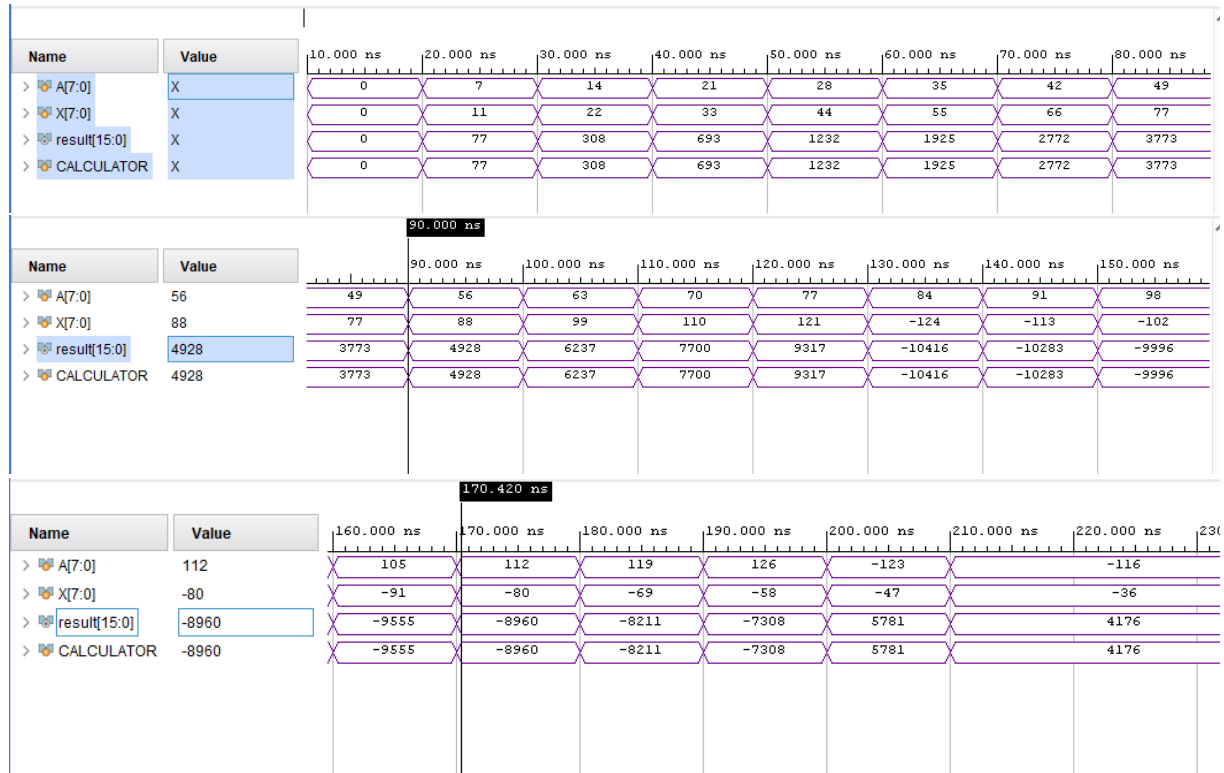 Name Value 10.000 ns 20.000 ns 30.000 ns 40.000 ns 50.000 ns 60.000 ns 70.000 ns 80.000 ns
A[7:0] X 0 7 14 21 28 35 42 49
X[7:0] X 0 11 22 33 44 55 66 77
result[15:0] X 0 77 308 693 1232 1925 2772 3773
CALCULATOR X 0 77 308 693 1232 1925 2772 3773
90.000 ns
Name Value 90.000 ns 100.000 ns 110.000 ns 120.000 ns 130.000 ns 140.000 ns 150.000 ns
A[7:0] 56 49 56 63 70 77 84 91 98
X[7:0] 88 77 88 99 110 121 -124 -113 -102
result[15:0] 4928 3773 4928 6237 7700 9317 -10416 -10283 -9996
CALCULATOR 4928 3773 4928 6237 7700 9317 -10416 -10283 -9996
170.420 ns
Name Value 160.000 ns 170.000 ns 180.000 ns 190.000 ns 200.000 ns 210.000 ns 220.000 ns 230
A[7:0] 112 105 112 119 126 -123 -116
X[7:0] -80 -91 -80 -69 -58 -47 -36
result[15:0] -8960 -9555 -8960 -8211 -7308 5781 4176
CALCULATOR -8960 -9555 -8960 -8211 -7308 5781 4176